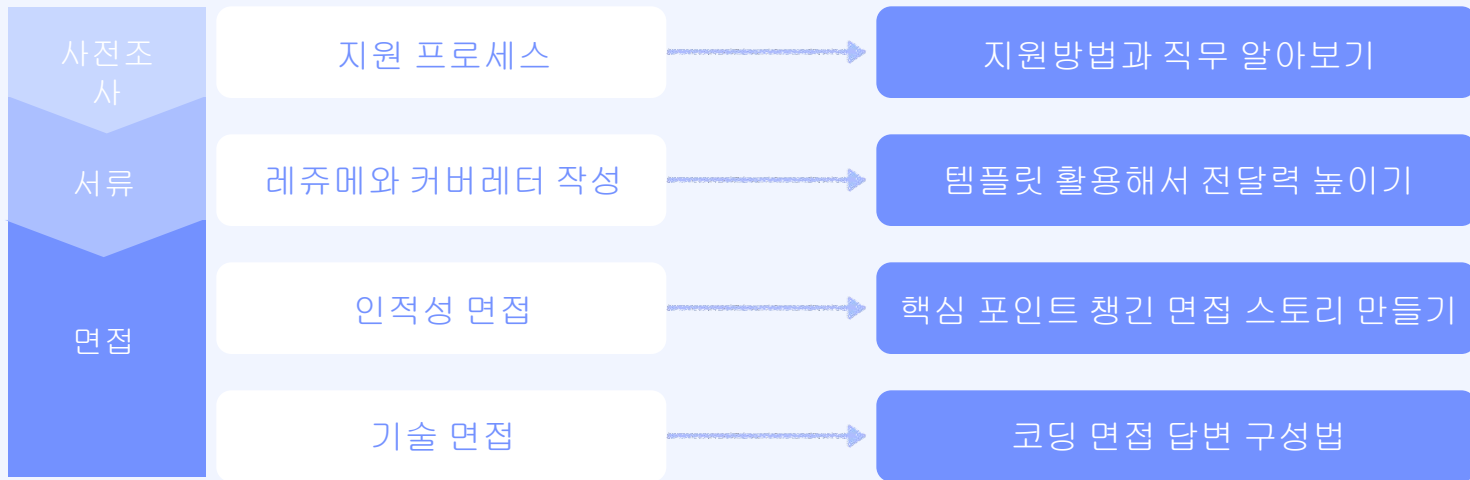 사전조
사
지원 프로세스
지원방법과 직무 알아보기
서류
레쥬메와 커버레터 작성
템플릿 활용해서 전달력 높이기
면접
인적성 면접
핵심 포인트 챙긴 면접 스토리 만들기
기술 면접
코딩 면접 답변 구성법